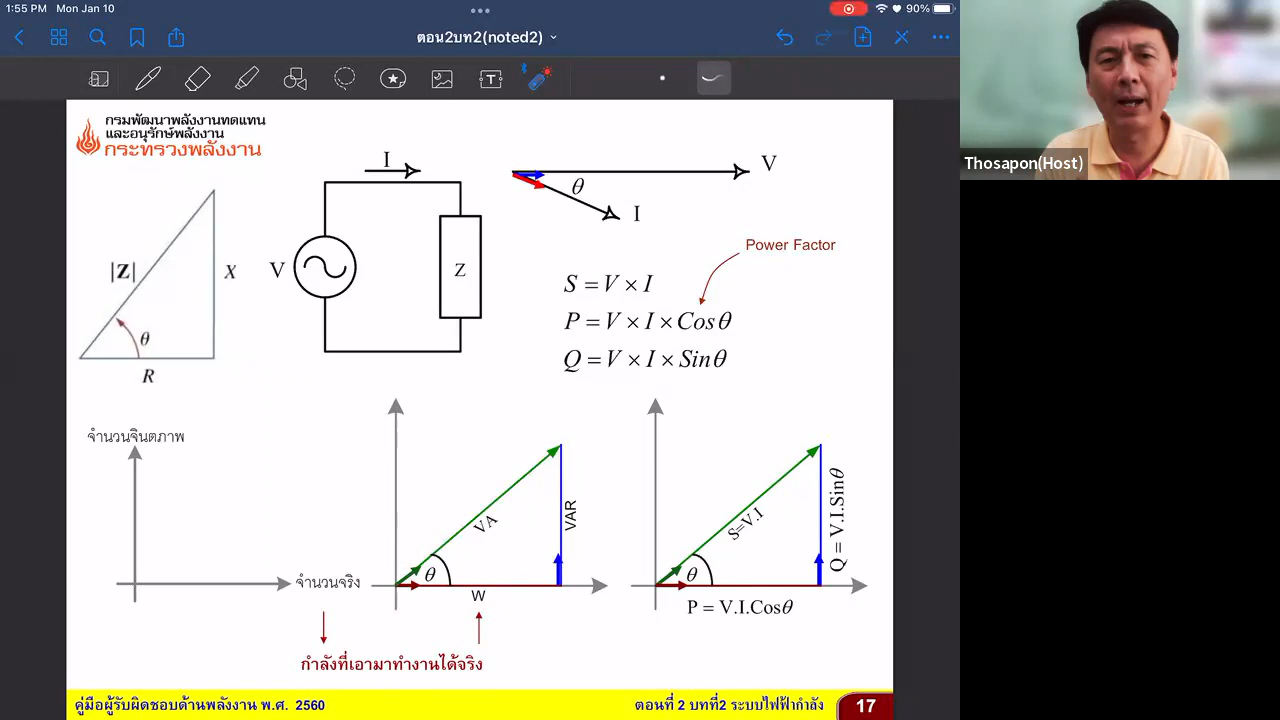 1:55 PM Mon Jan 10
90%
ตอน2บท2(noted2)
T
กรมพัฒนาพลังงานทดแทน
และอนุรักษ์พลังงาน
กระทรวงพลังงาน
Thosapon(Host)
I
V
θ
I
|Z|
X
θ
R
V
Z
Power Factor
S = V × I
P = V × I × Cosθ
Q = V × I × Sinθ
จำนวนจินตภาพ
จำนวนจริง
VA
VAR
θ
W
S=V.I
Q = V.I.Sinθ
θ
P = V.I.Cosθ
กำลังที่เอามาทำงานได้จริง
คู่มือผู้รับผิดชอบด้านพลังงาน พ.ศ. 2560
ตอนที่ 2 บทที่2 ระบบไฟฟ้ากำลัง
17